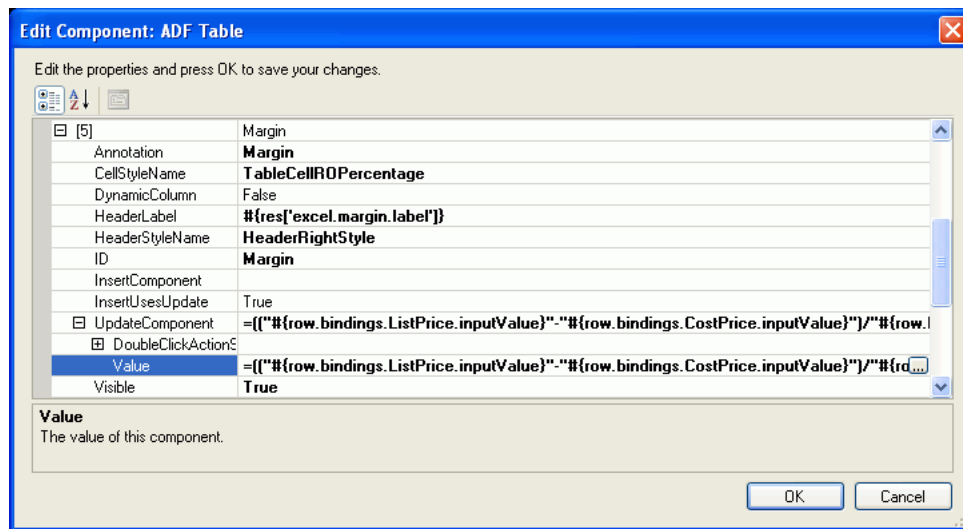 Edit Component: ADF Table
Edit the properties and press OK to save your changes.
[5] Margin
Annotation Margin
CellStyleName TableCellROPercentage
DynamicColumn False
HeaderLabel #{res['excel.margin.label']}
HeaderStyleName HeaderRightStyle
ID Margin
InsertComponent
InsertUsesUpdate True
UpdateComponent =(("#{row.bindings.ListPrice.inputValue}"-"#{row.bindings.CostPrice.inputValue}")/"#{row.
DoubleClickAction
Value =(("#{row.bindings.ListPrice.inputValue}"-"#{row.bindings.CostPrice.inputValue}")/"#{ro...
Visible True
Value
The value of this component.
OK Cancel